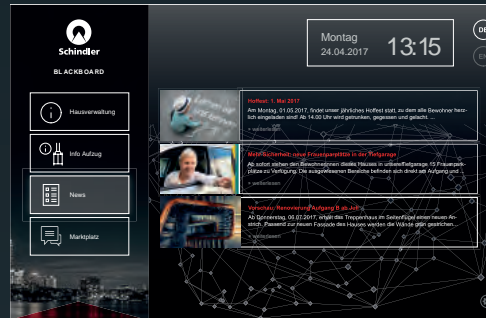 Schindler
BLACKBOARD
Hausverwaltung
Info Aufzug
News
Marktplatz
Montag
24.04.2017
13:15
DE
EN
Hoffest: 1. Mai 2017
Am Montag, 01.05.2017, findet unser jährliches Hoffest statt, zu dem alle Bewohner herz-
lich eingeladen sind! Ab 14.00 Uhr wird getrunken, gegessen und gelacht. ...
» weiterlesen
Mehr Sicherheit: neue Frauenparkplätze in der Tiefgarage
Ab sofort stehen den Bewohnerinnen dieses Hauses in unserer Tiefgarage 15 Frauenpark-
plätze zu Verfügung. Die ausgewiesenen Bereiche befinden sich direkt am Aufgang und ...
» weiterlesen
Vorschau: Renovierung Aufgang B ab Juli
Ab Donnerstag, 06.07.2017, erhält das Treppenhaus im Seitenflügel einen neuen An-
strich. Passend zur neuen Fassade des Hauses werden die Wände grün gestrichen...
» weiterlesen